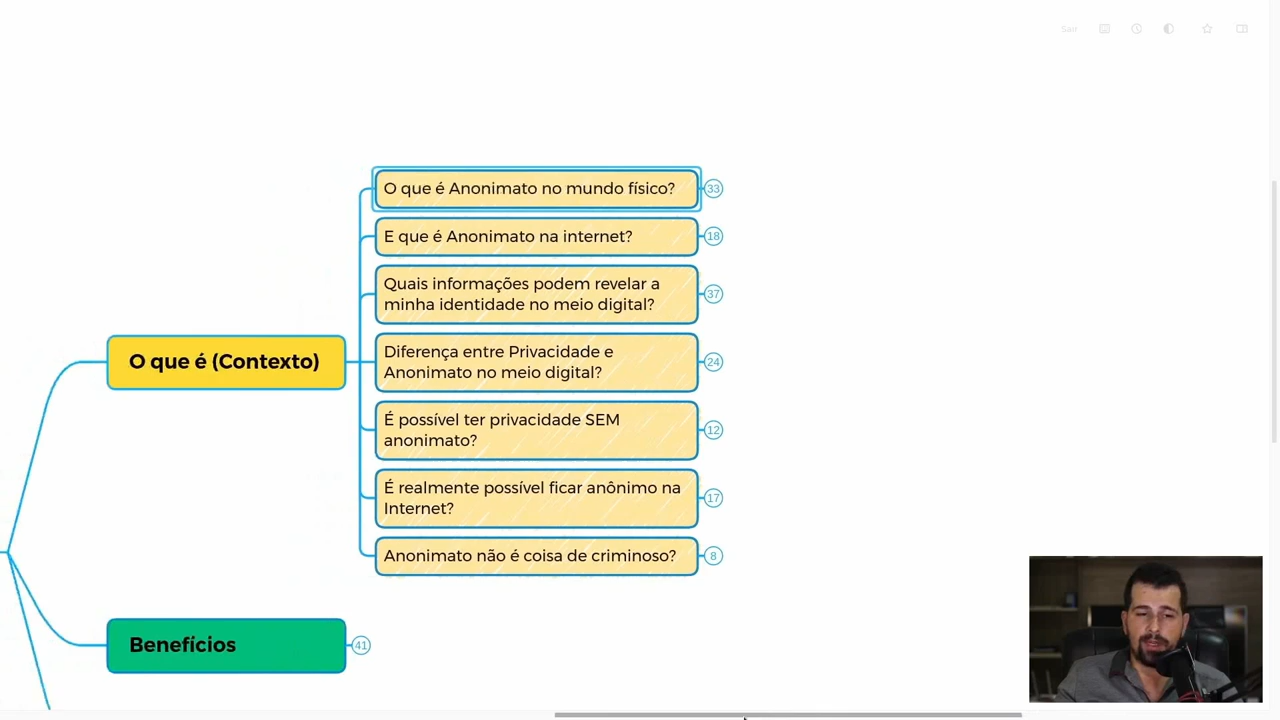 Sair
O que é Anonimato no mundo físico?
33
E que é Anonimato na internet?
18
Quais informações podem revelar a
minha identidade no meio digital?
37
O que é (Contexto)
Diferença entre Privacidade e
Anonimato no meio digital?
24
É possível ter privacidade SEM
anonimato?
12
É realmente possível ficar anônimo na
Internet?
17
Anonimato não é coisa de criminoso?
8
Benefícios
41